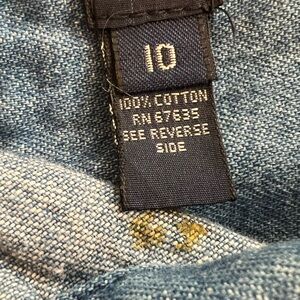 10
100% COTTON
RN 67635
SEE REVERSE
SIDE